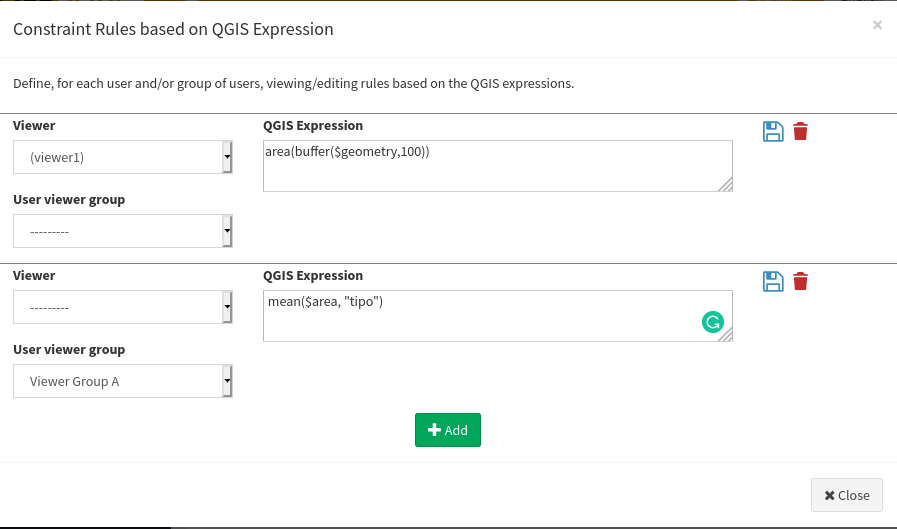 Constraint Rules based on QGIS Expression
×
Define, for each user and/or group of users, viewing/editing rules based on the QGIS expressions.
Viewer
QGIS Expression
(viewer1)
area(buffer($geometry,100))
User viewer group
---------
Viewer
QGIS Expression
---------
mean($area, "tipo")
User viewer group
Viewer Group A
Add
Close